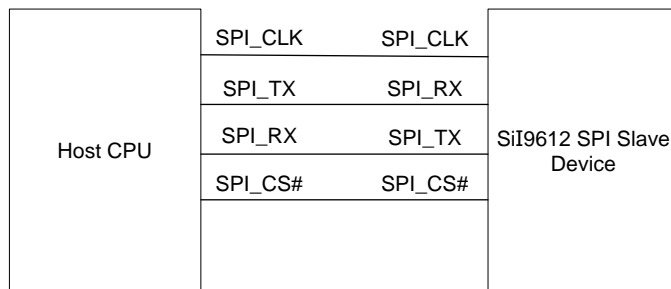 SPI_CLK SPI_CLK
SPI_TX SPI_RX
SPI_RX SPI_TX
Host CPU
SiI9612 SPI Slave
Device
SPI_CS# SPI_CS#